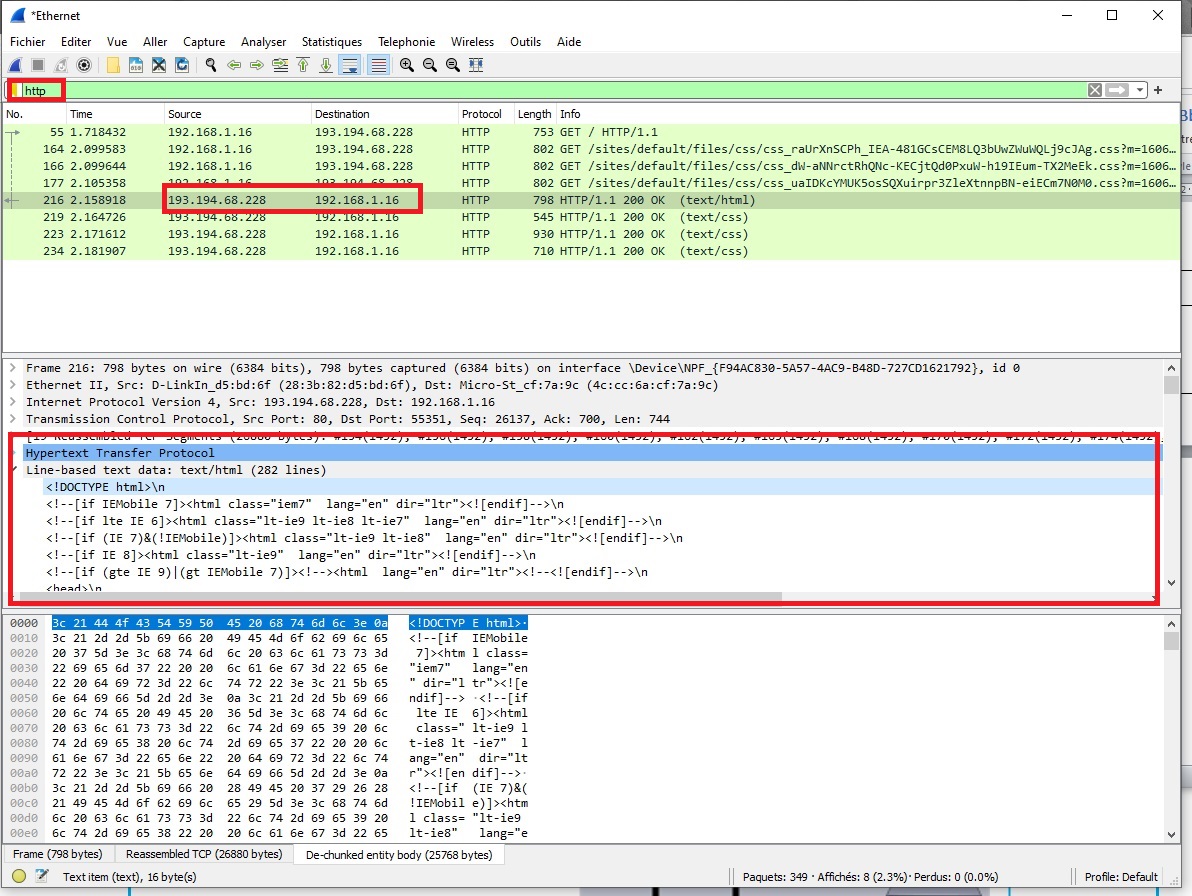 *Ethernet
Fichier Editer Vue Aller Capture Analyser Statistiques Telephonie Wireless Outils Aide
http
No. Time Source Destination Protocol Length Info
55 1.718432 192.168.1.16 193.194.68.228 HTTP 753 GET / HTTP/1.1
164 2.099583 192.168.1.16 193.194.68.228 HTTP 802 GET /sites/default/files/css/css_raUrXnSCPh_IEA-481GCsCEM8LQ3bUwZWuWQLj9cJAg.css?m=1606…
166 2.099644 192.168.1.16 193.194.68.228 HTTP 802 GET /sites/default/files/css/css_dW-aNNrctRhQNc-KECjtQd0PxuW-h19IEum-TX2MeEk.css?m=1606…
177 2.105358 192.168.1.16 193.194.68.228 HTTP 802 GET /sites/default/files/css/css_uaIDKcYMUK5osSQXuirpr3ZleXtnnpBN-eiECm7N0M0.css?m=1606…
216 2.158918 193.194.68.228 192.168.1.16 HTTP 798 HTTP/1.1 200 OK (text/html)
219 2.164726 193.194.68.228 192.168.1.16 HTTP 545 HTTP/1.1 200 OK (text/css)
223 2.171612 193.194.68.228 192.168.1.16 HTTP 930 HTTP/1.1 200 OK (text/css)
234 2.181907 193.194.68.228 192.168.1.16 HTTP 710 HTTP/1.1 200 OK (text/css)
Frame 216: 798 bytes on wire (6384 bits), 798 bytes captured (6384 bits) on interface \Device\NPF_{F94AC830-5A57-4AC9-B48D-727CD1621792}, id 0
Ethernet II, Src: D-LinkIn_d5:bd:6f (28:3b:82:d5:bd:6f), Dst: Micro-St_cf:7a:9c (4c:cc:6a:cf:7a:9c)
Internet Protocol Version 4, Src: 193.194.68.228, Dst: 192.168.1.16
Transmission Control Protocol, Src Port: 80, Dst Port: 55351, Seq: 26137, Ack: 700, Len: 744
[19 Reassembled TCP Segments (26880 bytes): #154(1452), #156(1452), #158(1452), #160(1452), #162(1452), #165(1452), #168(1452), #170(1452), #172(1452), #174(1452
Hypertext Transfer Protocol
Line-based text data: text/html (282 lines)
<!DOCTYPE html>\n
<!--[if IEMobile 7]><html class="iem7" lang="en" dir="ltr"><![endif]-->\n
<!--[if lte IE 6]><html class="lt-ie9 lt-ie8 lt-ie7" lang="en" dir="ltr"><![endif]-->\n
<!--[if (IE 7)&(!IEMobile)]><html class="lt-ie9 lt-ie8" lang="en" dir="ltr"><![endif]-->\n
<!--[if IE 8]><html class="lt-ie9" lang="en" dir="ltr"><![endif]-->\n
<!--[if (gte IE 9)|(gt IEMobile 7)]><!--><html lang="en" dir="ltr"><!--<![endif]-->\n
<head>\n
0000 3c 21 44 4f 43 54 59 50 45 20 68 74 6d 6c 3e 0a <!DOCTYP E html>·
0010 3c 21 2d 2d 5b 69 66 20 49 45 4d 6f 62 69 6c 65 <!--[if IEMobile
0020 20 37 5d 3e 3c 68 74 6d 6c 20 63 6c 61 73 73 3d 7]><htm l class=
0030 22 69 65 6d 37 22 20 20 6c 61 6e 67 3d 22 65 6e "iem7" lang="en
0040 22 20 64 69 72 3d 22 6c 74 72 22 3e 3c 21 5b 65 " dir="l tr"><![e
0050 6e 64 69 66 5d 2d 2d 3e 0a 3c 21 2d 2d 5b 69 66 ndif]--> ·<!--[if
0060 20 6c 74 65 20 49 45 20 36 5d 3e 3c 68 74 6d 6c lte IE 6]><html
0070 20 63 6c 61 73 73 3d 22 6c 74 2d 69 65 39 20 6c class=" lt-ie9 l
0080 74 2d 69 65 38 20 6c 74 2d 69 65 37 22 20 20 6c t-ie8 lt -ie7" l
0090 61 6e 67 3d 22 65 6e 22 20 64 69 72 3d 22 6c 74 ang="en" dir="lt
00a0 72 22 3e 3c 21 5b 65 6e 64 69 66 5d 2d 2d 3e 0a r"><![en dif]-->·
00b0 3c 21 2d 2d 5b 69 66 20 28 49 45 20 37 29 26 28 <!--[if (IE 7)&(
00c0 21 49 45 4d 6f 62 69 6c 65 29 5d 3e 3c 68 74 6d !IEMobil e)]><htm
00d0 6c 20 63 6c 61 73 73 3d 22 6c 74 2d 69 65 39 20 l class= "lt-ie9
00e0 6c 74 2d 69 65 38 22 20 20 6c 61 6e 67 3d 22 65 lt-ie8" lang="e
Frame (798 bytes) Reassembled TCP (26880 bytes) De-chunked entity body (25768 bytes)
Text item (text), 16 byte(s) Paquets: 349 · Affichés: 8 (2.3%) · Perdus: 0 (0.0%) Profile: Default